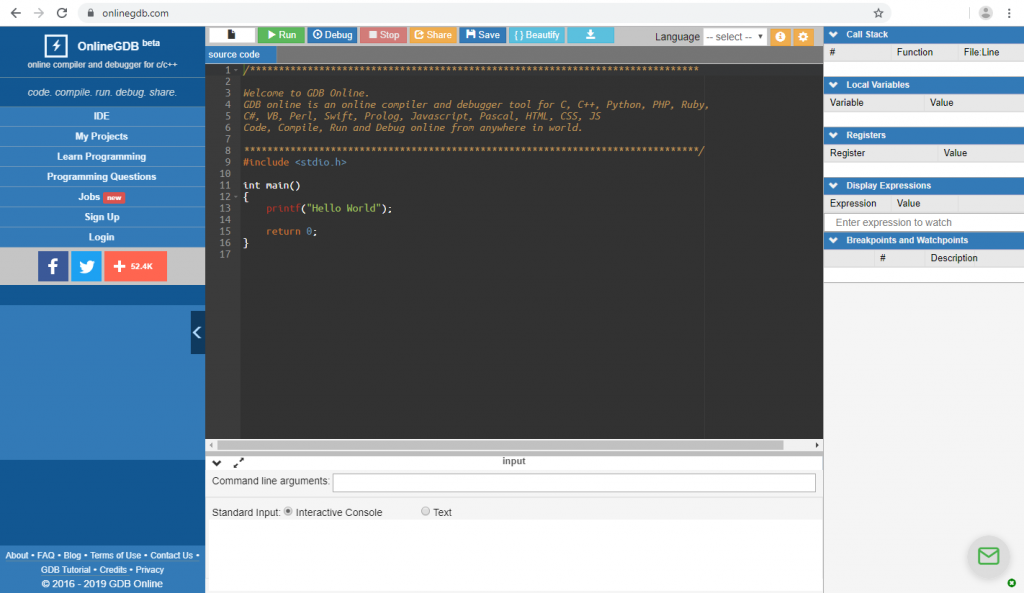 onlinegdb.com
OnlineGDB beta
online compiler and debugger for c/c++
code. compile. run. debug. share.
IDE
My Projects
Learn Programming
Programming Questions
Jobs new
Sign Up
Login
f
52.4K
About • FAQ • Blog • Terms of Use • Contact Us •
GDB Tutorial • Credits • Privacy
© 2016 - 2019 GDB Online
Run Debug Stop Share Save { } Beautify Language -- select --
source code
1 /******************************************************************************
2
3 Welcome to GDB Online.
4 GDB online is an online compiler and debugger tool for C, C++, Python, PHP, Ruby,
5 C#, VB, Perl, Swift, Prolog, Javascript, Pascal, HTML, CSS, JS
6 Code, Compile, Run and Debug online from anywhere in world.
7
8 *******************************************************************************/
9 #include <stdio.h>
10
11 int main()
12 {
13     printf("Hello World");
14
15     return 0;
16 }
17
input
Command line arguments:
Standard Input: Interactive Console Text
Call Stack
# Function File:Line
Local Variables
Variable Value
Registers
Register Value
Display Expressions
Expression Value
Enter expression to watch
Breakpoints and Watchpoints
# Description